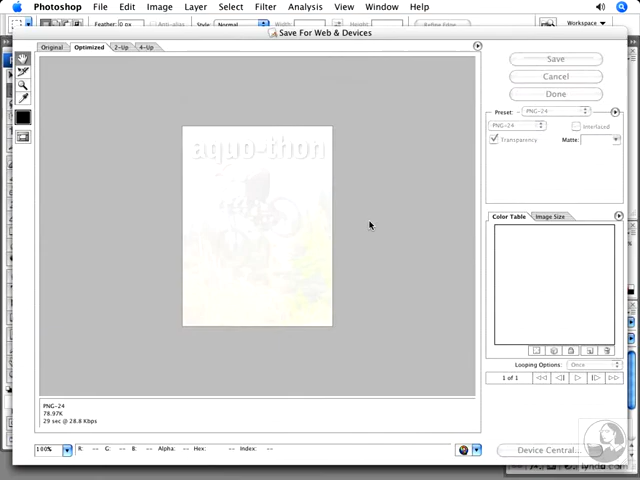 Photoshop File Edit Image Layer Select Filter Analysis View Window Help
Feather: 0 px Anti-alias Style: Normal Width: Height: Refine Edge... Workspace
Save For Web & Devices
Original Optimized 2-Up 4-Up
Save
Cancel
Done
Preset: PNG-24
PNG-24 Interlaced
Transparency Matte:
aquo-thon
Color Table Image Size
Looping Options: Once
1 of 1
PNG-24
78.97K
29 sec @ 28.8 Kbps
100% R: -- G: -- B: -- Alpha: -- Hex: -- Index: --
Device Central...
lynda.com